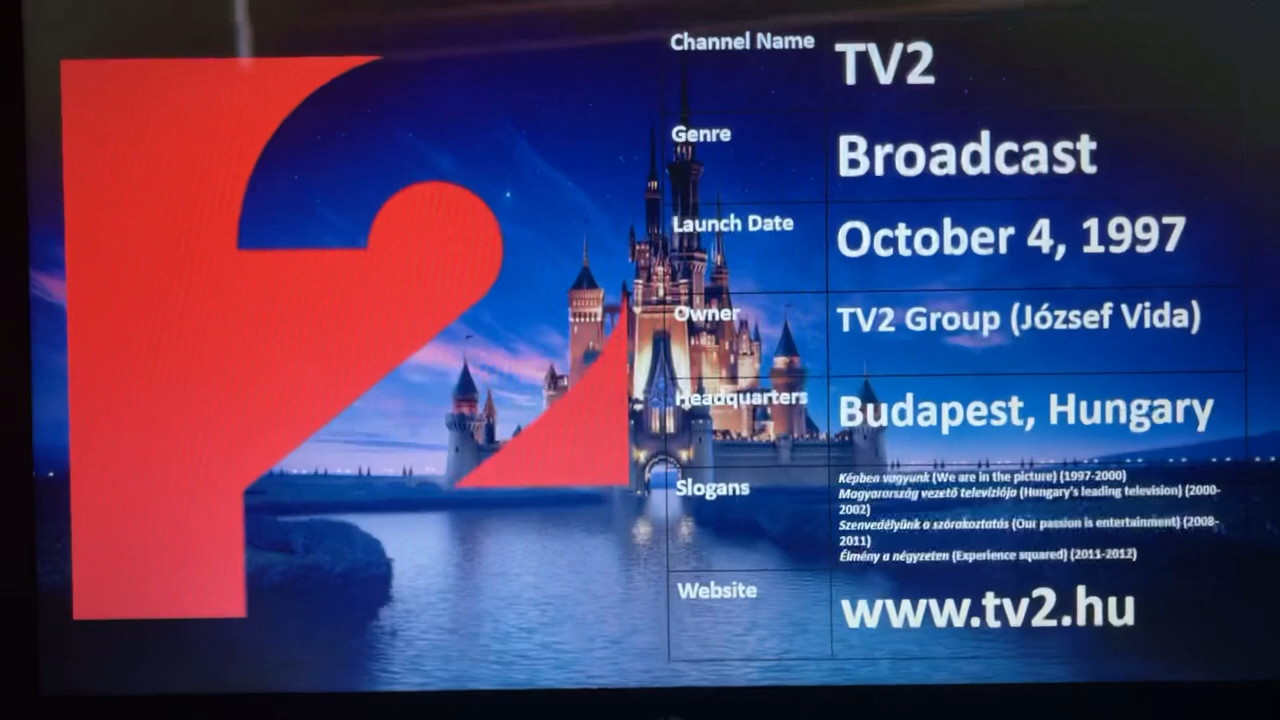 Channel Name
TV2
Genre
Broadcast
Launch Date
October 4, 1997
Owner
TV2 Group (József Vida)
Headquarters
Budapest, Hungary
Slogans
Képben vagyunk (We are in the picture) (1997-2000)
Magyarország vezető televíziója (Hungary's leading television) (2000-
2002)
Szenvedélyünk a szórakoztatás (Our passion is entertainment) (2008-
2011)
Élmény a négyzeten (Experience squared) (2011-2012)
Website
www.tv2.hu